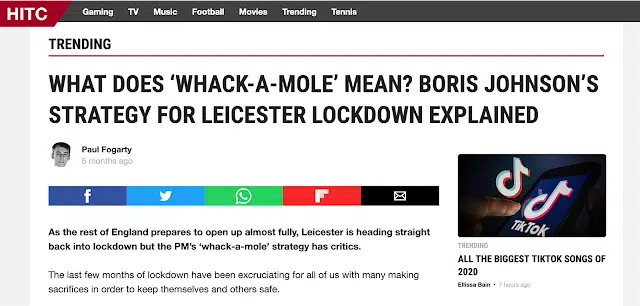 HITC
Gaming TV Music Football Movies Trending Tennis
TRENDING
WHAT DOES ‘WHACK-A-MOLE’ MEAN? BORIS JOHNSON’S
STRATEGY FOR LEICESTER LOCKDOWN EXPLAINED
Paul Fogarty
5 months ago
As the rest of England prepares to open up almost fully, Leicester is heading straight
back into lockdown but the PM’s ‘whack-a-mole’ strategy has critics.
The last few months of lockdown have been excruciating for all of us with many making
sacrifices in order to keep themselves and others safe.
TIKTOK
TRENDING
ALL THE BIGGEST TIKTOK SONGS OF
2020
Ellissa Bain • 7 hours ago